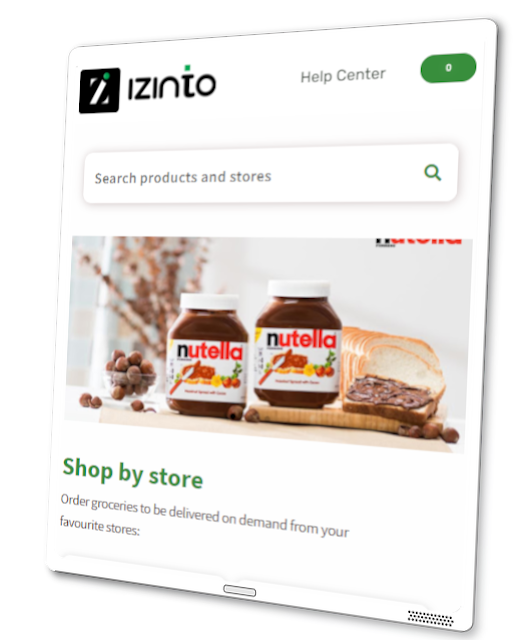 IZINTO
Help Center
0
Search products and stores
nutella
nutella
nutella
Shop by store
Order groceries to be delivered on demand from your
favourite stores: